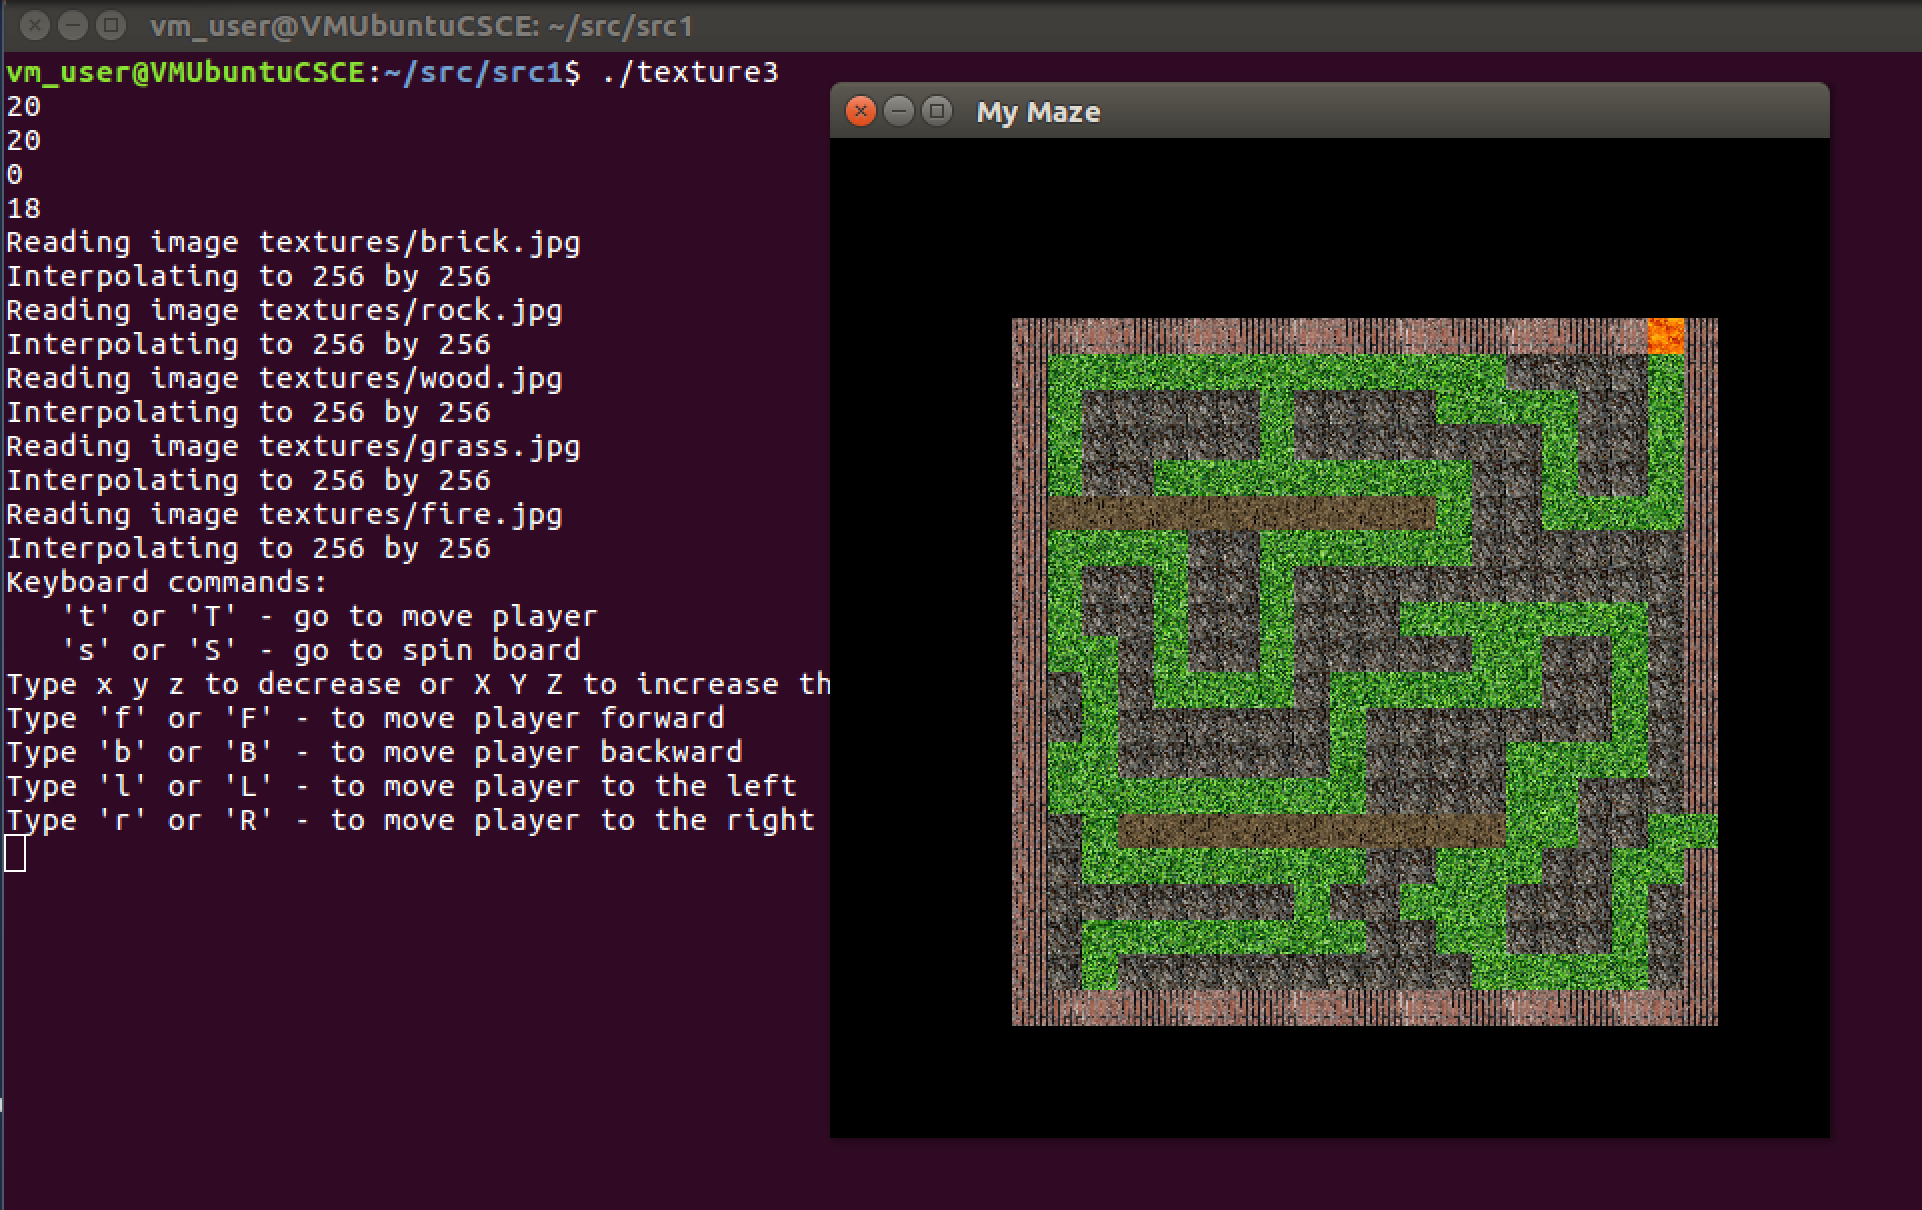 vm_user@VMUbuntuCSCE: ~/src/src1
vm_user@VMUbuntuCSCE:~/src/src1$ ./texture3
20
20
0
18
Reading image textures/brick.jpg
Interpolating to 256 by 256
Reading image textures/rock.jpg
Interpolating to 256 by 256
Reading image textures/wood.jpg
Interpolating to 256 by 256
Reading image textures/grass.jpg
Interpolating to 256 by 256
Reading image textures/fire.jpg
Interpolating to 256 by 256
Keyboard commands:
   't' or 'T' - go to move player
   's' or 'S' - go to spin board
Type x y z to decrease or X Y Z to increase th
Type 'f' or 'F' - to move player forward
Type 'b' or 'B' - to move player backward
Type 'l' or 'L' - to move player to the left
Type 'r' or 'R' - to move player to the right
My Maze